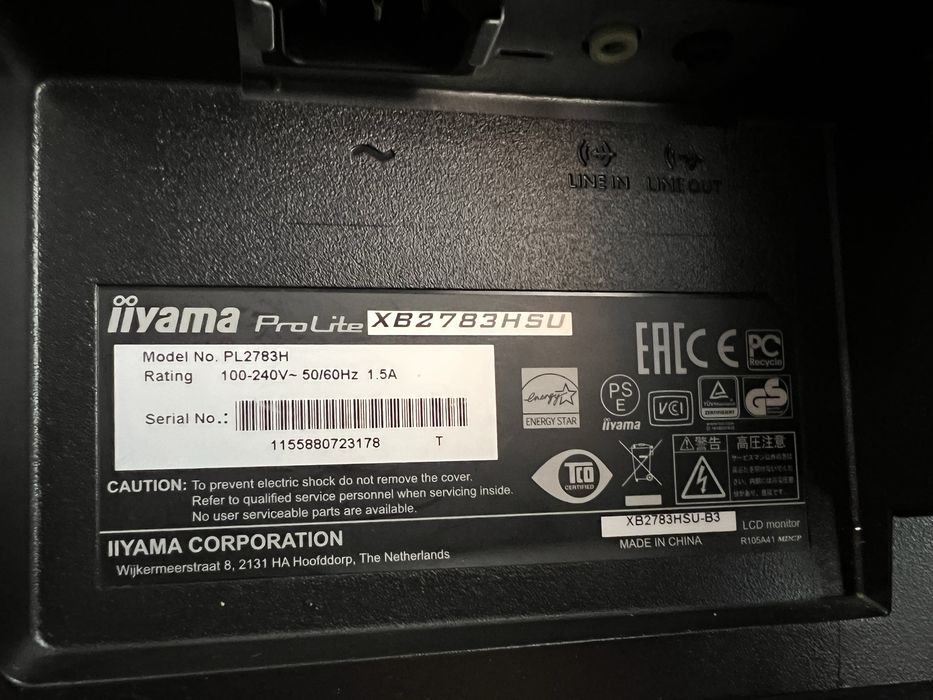 LINE IN LINE OUT
iiyama ProLite XB2783HSU
Model No. PL2783H
Rating 100-240V~ 50/60Hz 1.5A
Serial No.:
1155880723178 T
EAC CE PC
Recycle
energy
ENERGY STAR
PS
E
iiyama
VCI
TÜVRheinland
CERTIFIED
GS
TCO
CERTIFIED
警告 高圧注意
CAUTION: To prevent electric shock do not remove the cover.
Refer to qualified service personnel when servicing inside.
No user serviceable parts are available.
IIYAMA CORPORATION
Wijkermeerstraat 8, 2131 HA Hoofddorp, The Netherlands
XB2783HSU-B3 LCD monitor
MADE IN CHINA R105A41